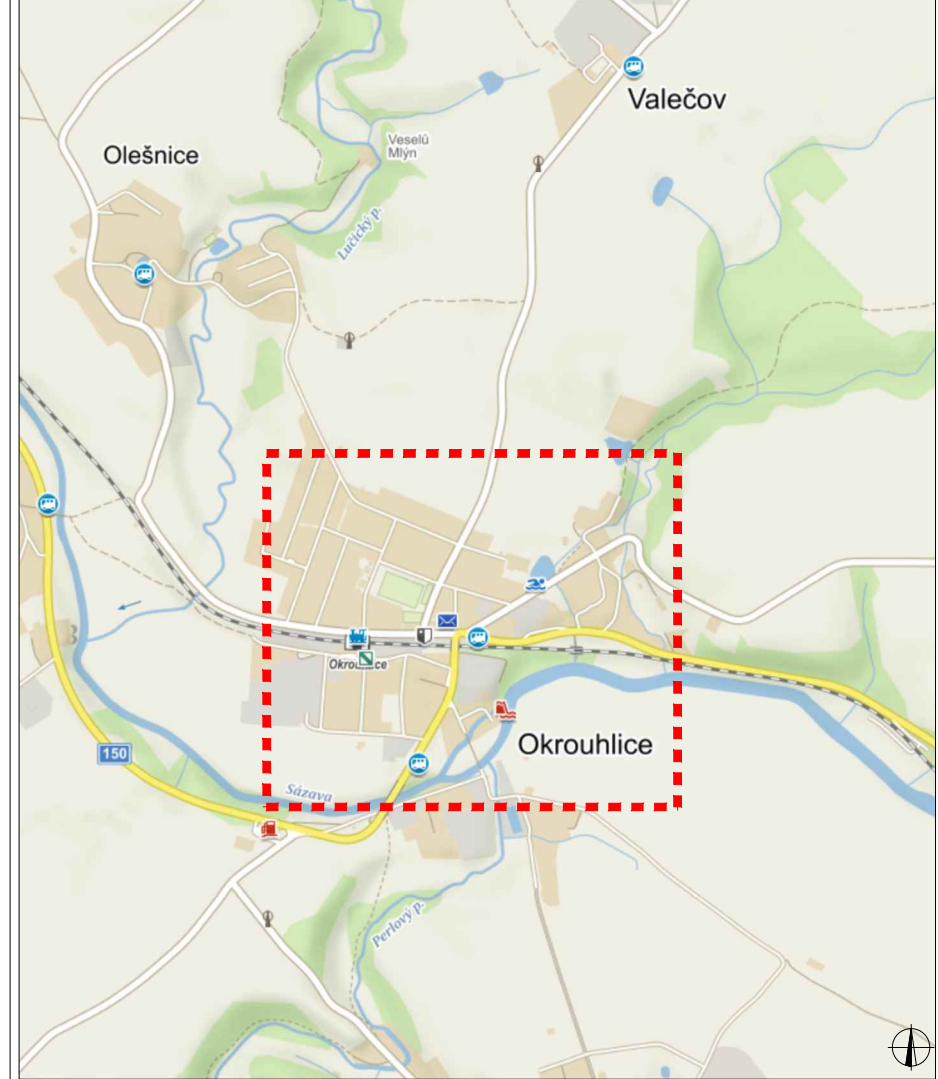 Valečov
Veselů
Mlýn
Olešnice
Lučický p.
Okrouhlice
Okrouhlice
150
Sázava
Perlový p.